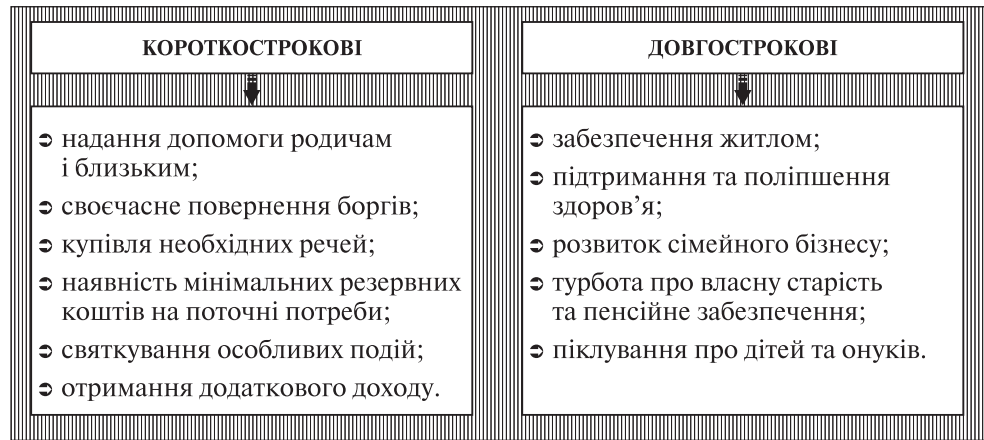 КОРОТКОСТРОКОВІ
➲ надання допомоги родичам
і близьким;
➲ своєчасне повернення боргів;
➲ купівля необхідних речей;
➲ наявність мінімальних резервних
коштів на поточні потреби;
➲ святкування особливих подій;
➲ отримання додаткового доходу.
ДОВГОСТРОКОВІ
➲ забезпечення житлом;
➲ підтримання та поліпшення
здоров’я;
➲ розвиток сімейного бізнесу;
➲ турбота про власну старість
та пенсійне забезпечення;
➲ піклування про дітей та онуків.